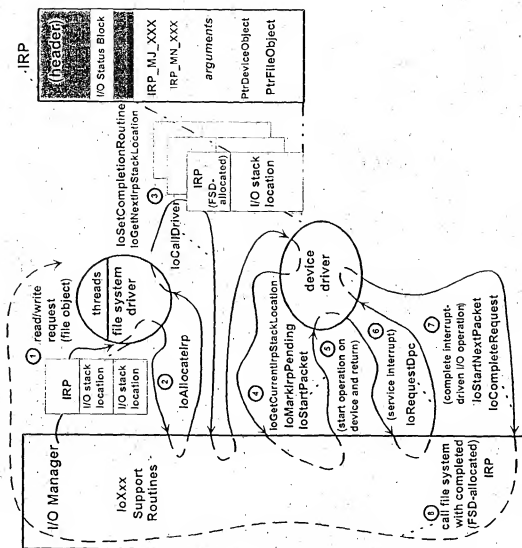 I/O Manager
IoXxx
Support
Routines
① read/write
request
(file object)
IRP
I/O stack
location
I/O stack
location
threads
file system
driver
②
IoAllocateIrp
IoSetCompletionRoutine
IoGetNextIrpStackLocation
③
IoCallDriver
IRP
(FSD-
allocated)
I/O stack
location
IRP
(header)
I/O Status Block
IRP_MJ_XXX
IRP_MN_XXX
arguments
PtrDeviceObject
PtrFileObject
④
IoGetCurrentIrpStackLocation
IoMarkIrpPending
IoStartPacket
device
driver
⑤
(start operation on
device and return)
⑥
(service interrupt)
IoRequestDpc
⑦
(complete interrupt-
driven I/O operation)
IoStartNextPacket
IoCompleteRequest
⑧ call file system
with completed
(FSD-allocated)
IRP